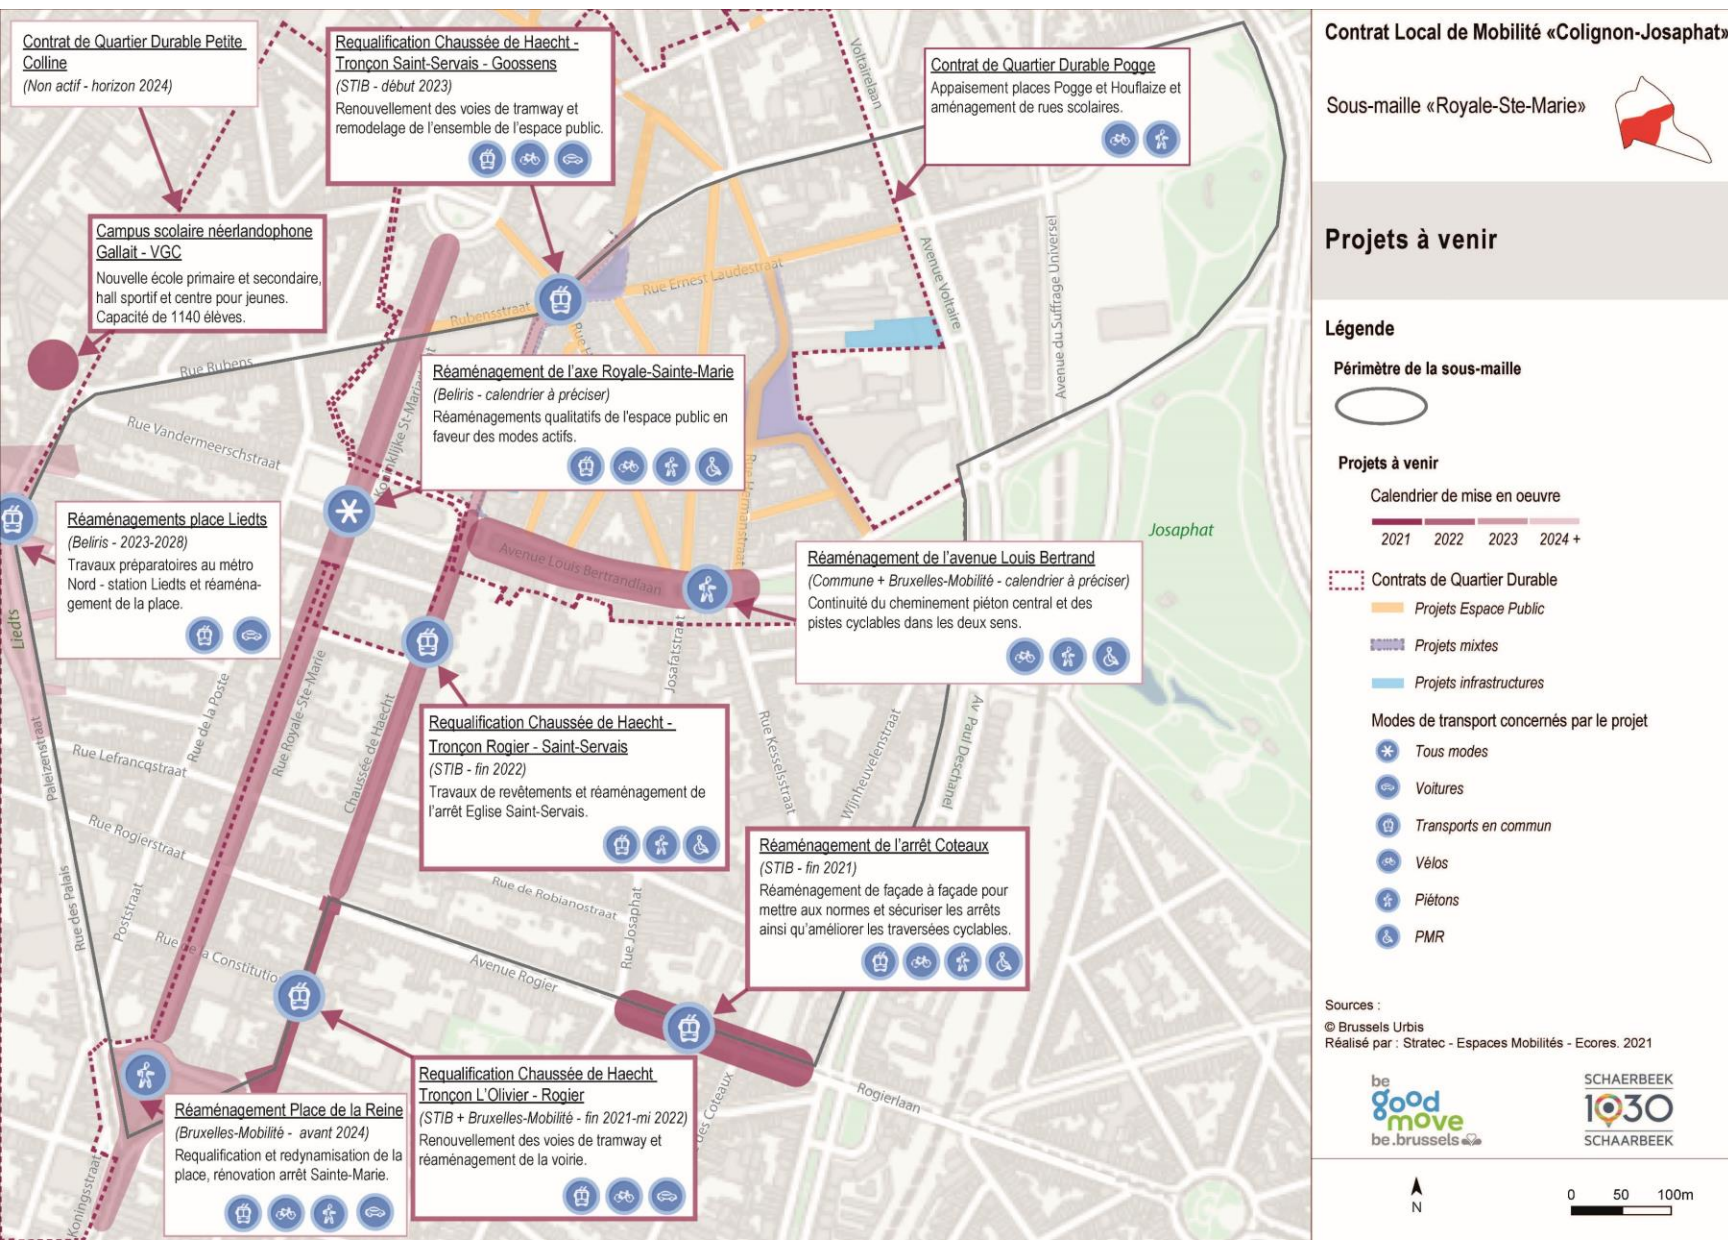 Contrat de Quartier Durable Petite
Colline
(Non actif - horizon 2024)
Requalification Chaussée de Haecht -
Tronçon Saint-Servais - Goossens
(STIB - début 2023)
Renouvellement des voies de tramway et
remodelage de l'ensemble de l'espace public.
Contrat de Quartier Durable Pogge
Appaisement places Pogge et Houflaize et
aménagement de rues scolaires.
Campus scolaire néerlandophone
Gallait - VGC
Nouvelle école primaire et secondaire,
hall sportif et centre pour jeunes.
Capacité de 1140 élèves.
Réaménagement de l'axe Royale-Sainte-Marie
(Beliris - calendrier à préciser)
Réaménagements qualitatifs de l'espace public en
faveur des modes actifs.
Réaménagements place Liedts
(Beliris - 2023-2028)
Travaux préparatoires au métro
Nord - station Liedts et réaména-
gement de la place.
Réaménagement de l'avenue Louis Bertrand
(Commune + Bruxelles-Mobilité - calendrier à préciser)
Continuité du cheminement piéton central et des
pistes cyclables dans les deux sens.
Requalification Chaussée de Haecht -
Tronçon Rogier - Saint-Servais
(STIB - fin 2022)
Travaux de revêtements et réaménagement de
l'arrêt Eglise Saint-Servais.
Réaménagement de l'arrêt Coteaux
(STIB - fin 2021)
Réaménagement de façade à façade pour
mettre aux normes et sécuriser les arrêts
ainsi qu'améliorer les traversées cyclables.
Requalification Chaussée de Haecht
Tronçon L'Olivier - Rogier
(STIB + Bruxelles-Mobilité - fin 2021-mi 2022)
Renouvellement des voies de tramway et
réaménagement de la voirie.
Réaménagement Place de la Reine
(Bruxelles-Mobilité - avant 2024)
Requalification et redynamisation de la
place, rénovation arrêt Sainte-Marie.
Voltairelaan
Avenue Voltaire
Avenue du Suffrage Universel
Rue Ernest Laudestraat
Rubensstraat
Rue Rubens
Rue Vandermeerschstraat
Koninklijke St-Maria
Avenue Louis Bertrandlaan
Josaphat
Liedts
Josafatstraat
Rue de la Poste
Rue Royale-Ste-Marie
Chaussée de Haecht
Rue Lefrancqstraat
Paleizenstraat
Rue Kesselsstraat
Wijnheuvelenstraat
Av. Paul Deschanel
Rue Rogierstraat
Rue des Palais
Poststraat
Rue de Robianostraat
Rue Josaphat
Avenue Rogier
Rogierlaan
des Coteaux
Koningsstraat
Contrat Local de Mobilité «Colignon-Josaphat»
Sous-maille «Royale-Ste-Marie»
Projets à venir
Légende
Périmètre de la sous-maille
Projets à venir
Calendrier de mise en oeuvre
2021 2022 2023 2024 +
Contrats de Quartier Durable
Projets Espace Public
Projets mixtes
Projets infrastructures
Modes de transport concernés par le projet
Tous modes
Voitures
Transports en commun
Vélos
Piétons
PMR
Sources :
© Brussels Urbis
Réalisé par : Stratec - Espaces Mobilités - Ecores. 2021
be
good
move
be.brussels
SCHAERBEEK
1030
SCHAARBEEK
N
0 50 100m